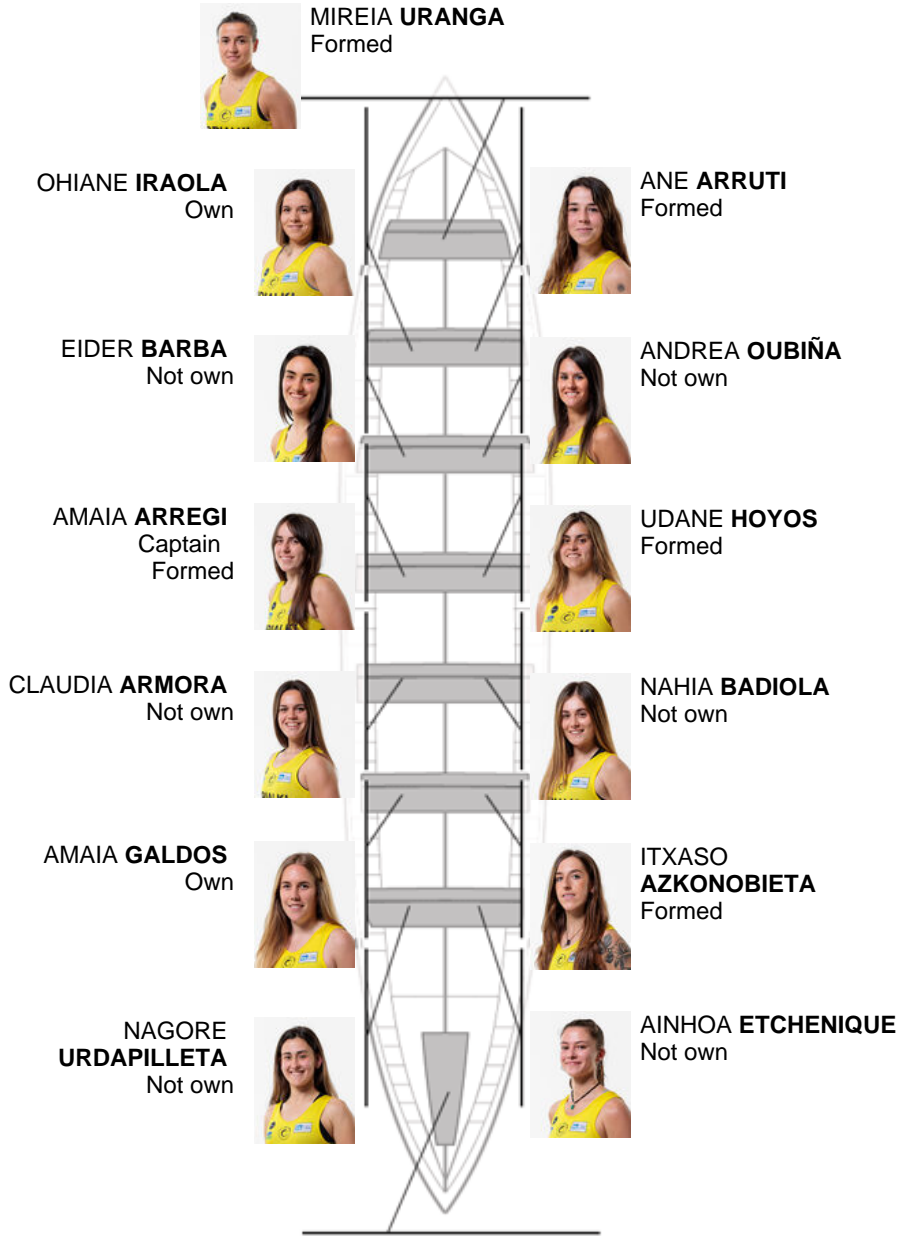 MIREIA URANGA
Formed
OHIANE IRAOLA
Own
ANE ARRUTI
Formed
EIDER BARBA
Not own
ANDREA OUBIÑA
Not own
AMAIA ARREGI
Captain
Formed
UDANE HOYOS
Formed
CLAUDIA ARMORA
Not own
NAHIA BADIOLA
Not own
AMAIA GALDOS
Own
ITXASO
AZKONOBIETA
Formed
NAGORE
URDAPILLETA
Not own
AINHOA ETCHENIQUE
Not own